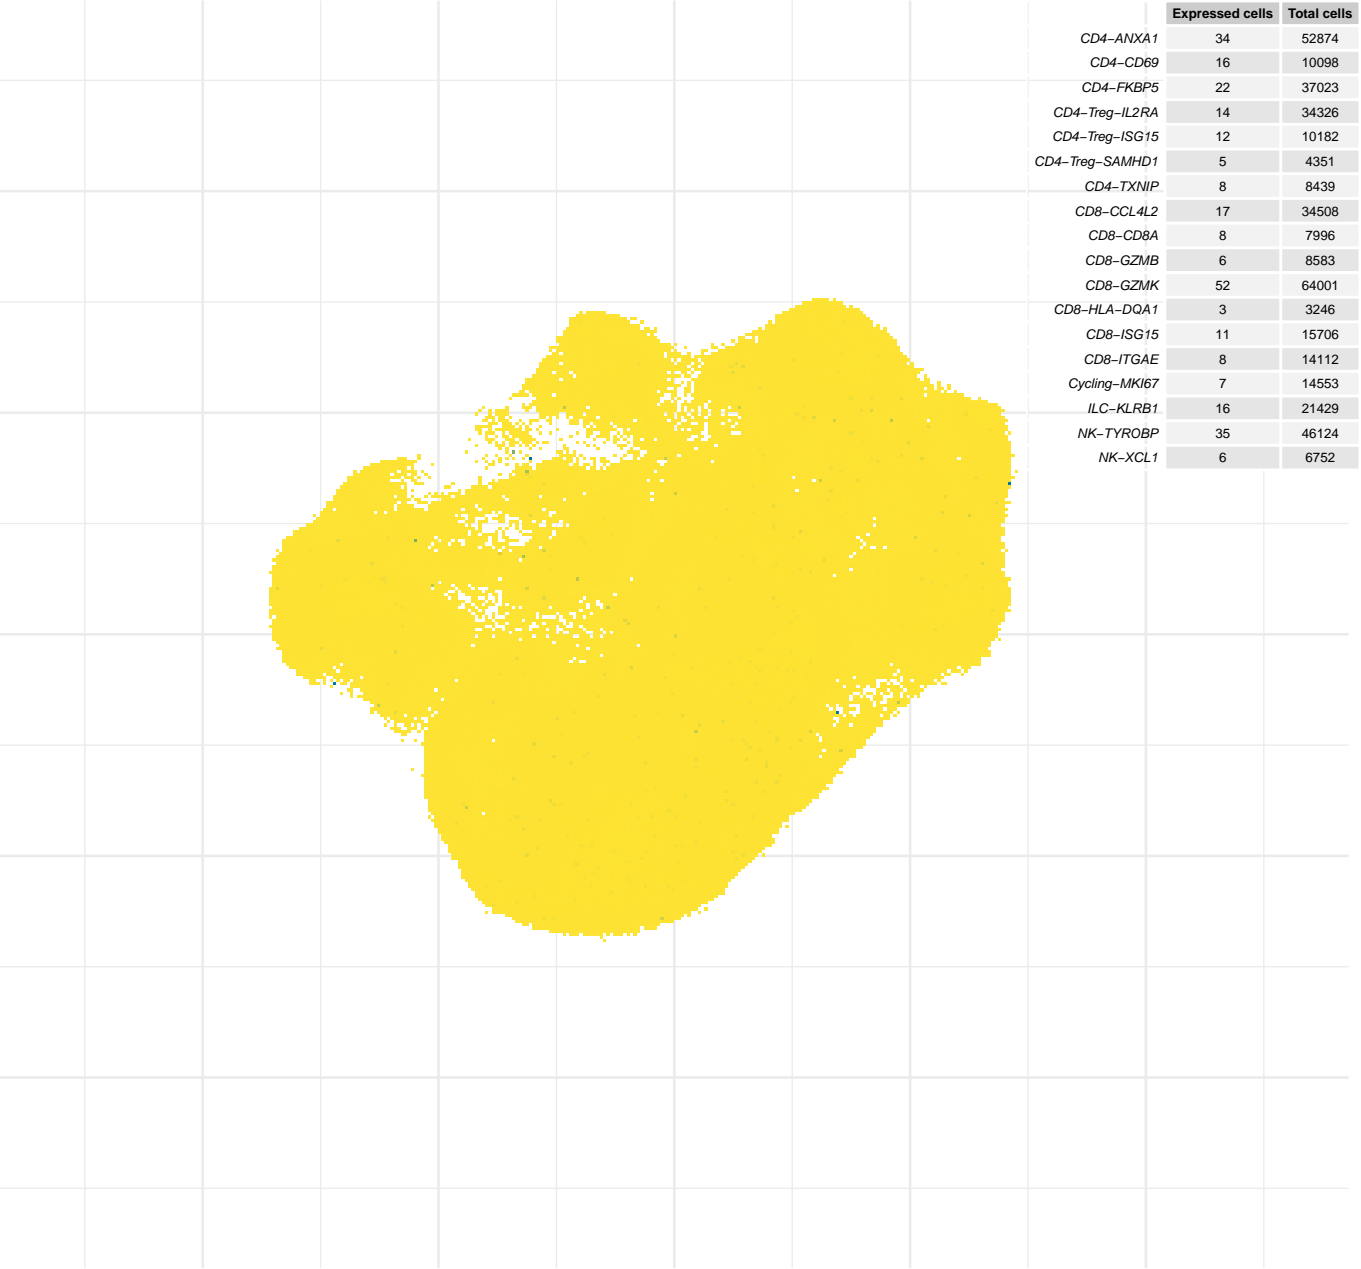 Expressed cells Total cells
CD4−ANXA1 34 52874
CD4−CD69 16 10098
CD4−FKBP5 22 37023
CD4−Treg−IL2RA 14 34326
CD4−Treg−ISG15 12 10182
CD4−Treg−SAMHD1 5 4351
CD4−TXNIP 8 8439
CD8−CCL4L2 17 34508
CD8−CD8A 8 7996
CD8−GZMB 6 8583
CD8−GZMK 52 64001
CD8−HLA−DQA1 3 3246
CD8−ISG15 11 15706
CD8−ITGAE 8 14112
Cycling−MKI67 7 14553
ILC−KLRB1 16 21429
NK−TYROBP 35 46124
NK−XCL1 6 6752